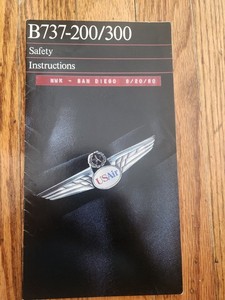 B737-200/300
Safety
Instructions
SAN DIEGO
USAir